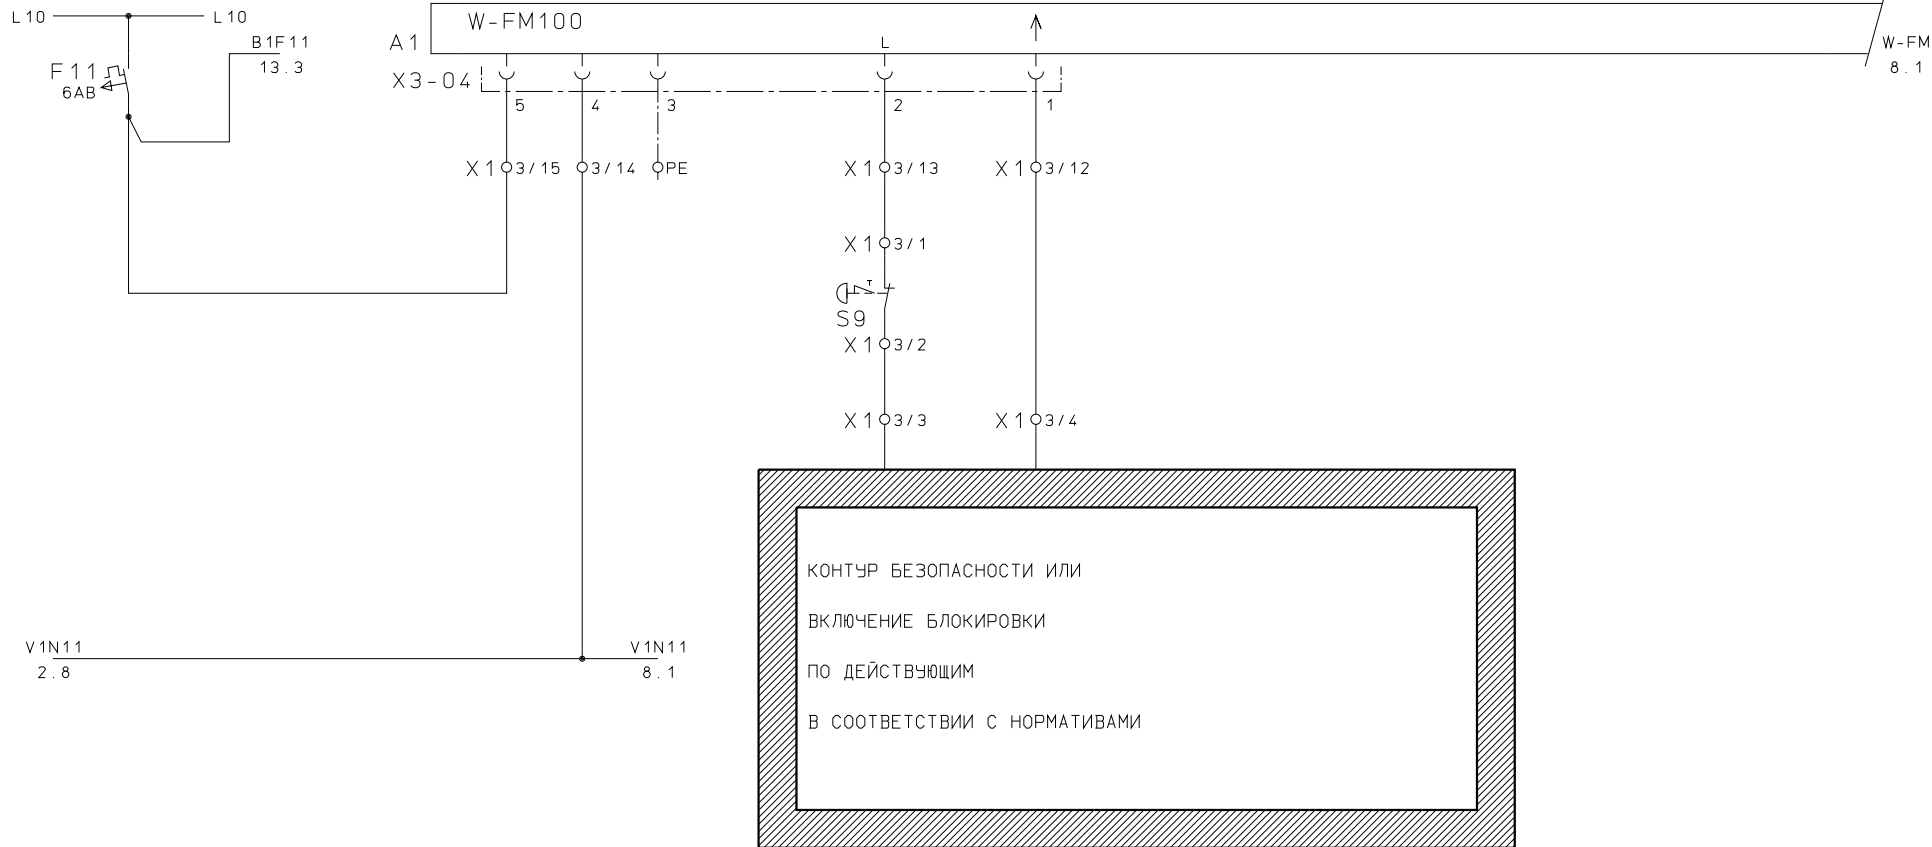 L10
L10
W-FM100
A1
L
W-FM
8.1
B1F11
13.3
F11
6AB
X3-04
5
4
3
2
1
X1 3/15
3/14
PE
X1 3/13
X1 3/12
X1 3/1
S9
X1 3/2
X1 3/3
X1 3/4
КОНТУР БЕЗОПАСНОСТИ ИЛИ
ВКЛЮЧЕНИЕ БЛОКИРОВКИ
ПО ДЕЙСТВУЮЩИМ
В СООТВЕТСТВИИ С НОРМАТИВАМИ
V1N11
2.8
V1N11
8.1